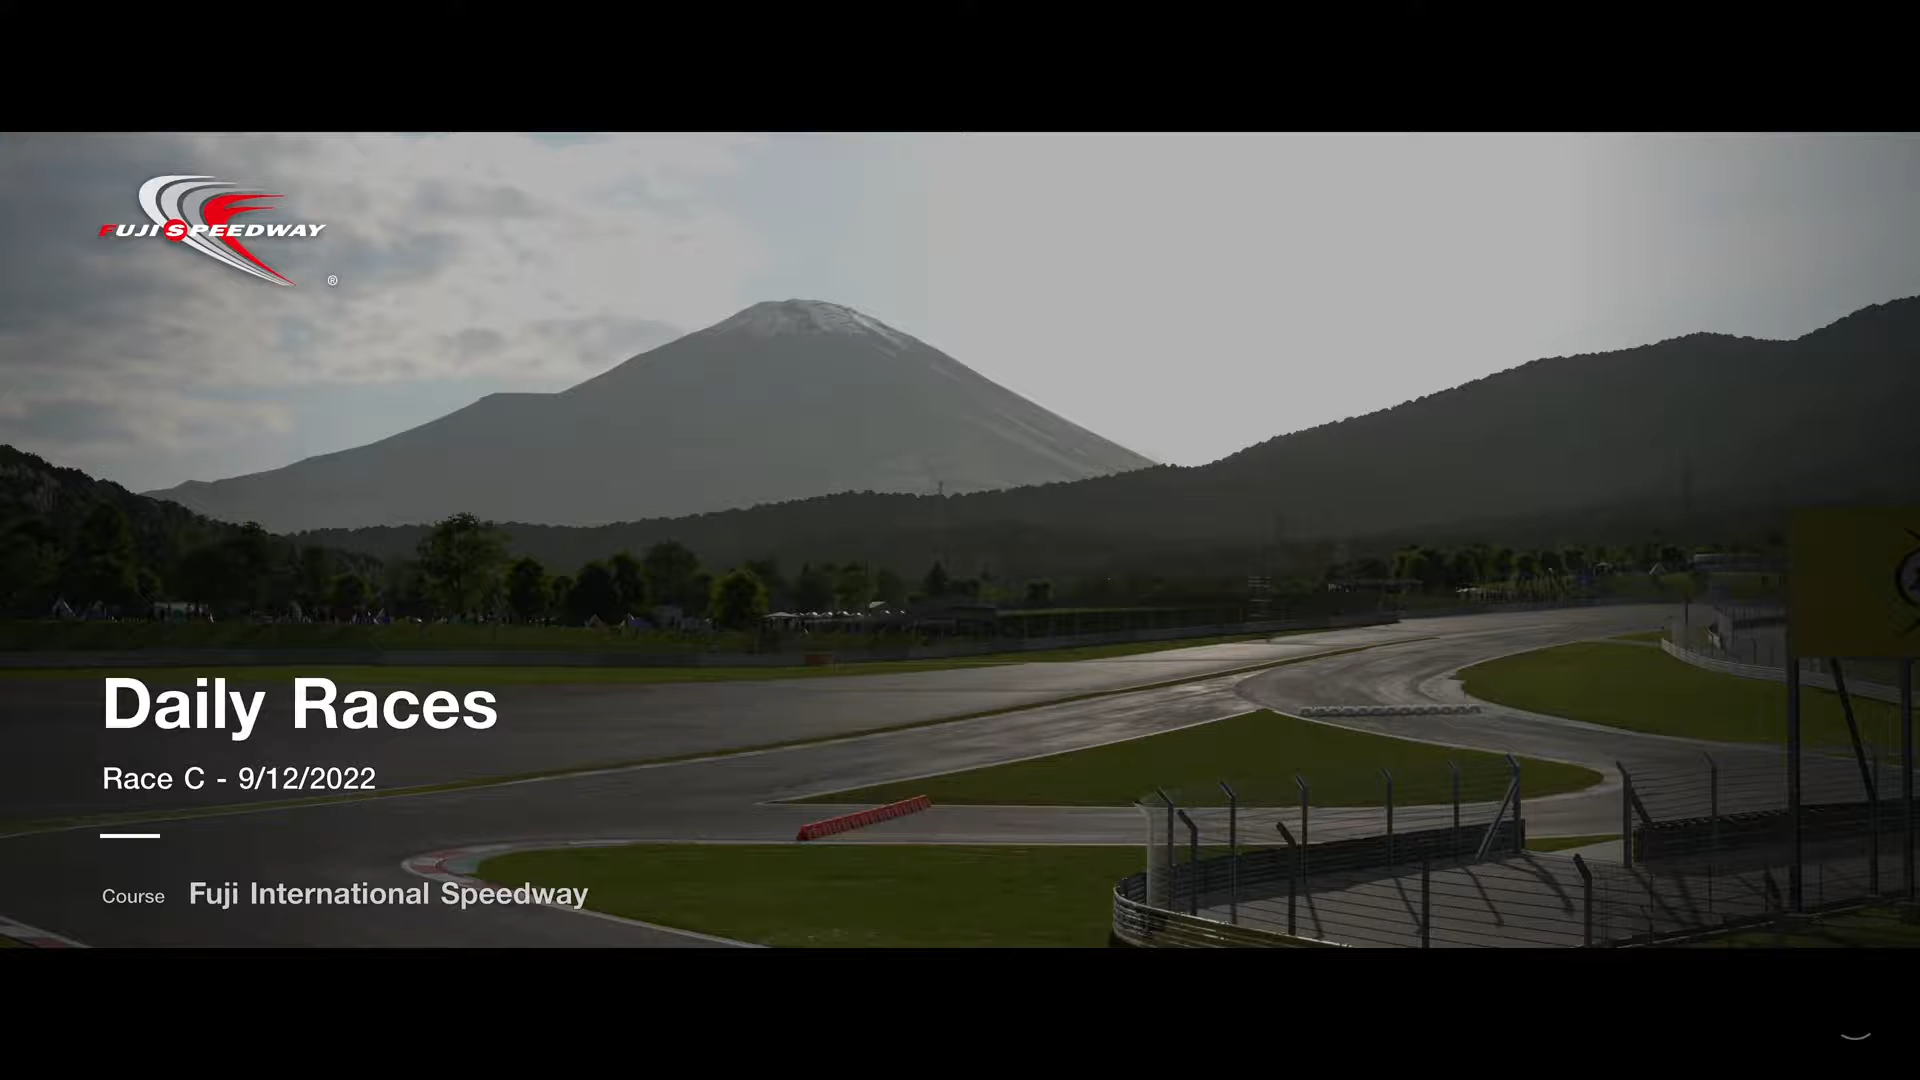 FUJI SPEEDWAY
®
Daily Races
Race C - 9/12/2022
Course Fuji International Speedway